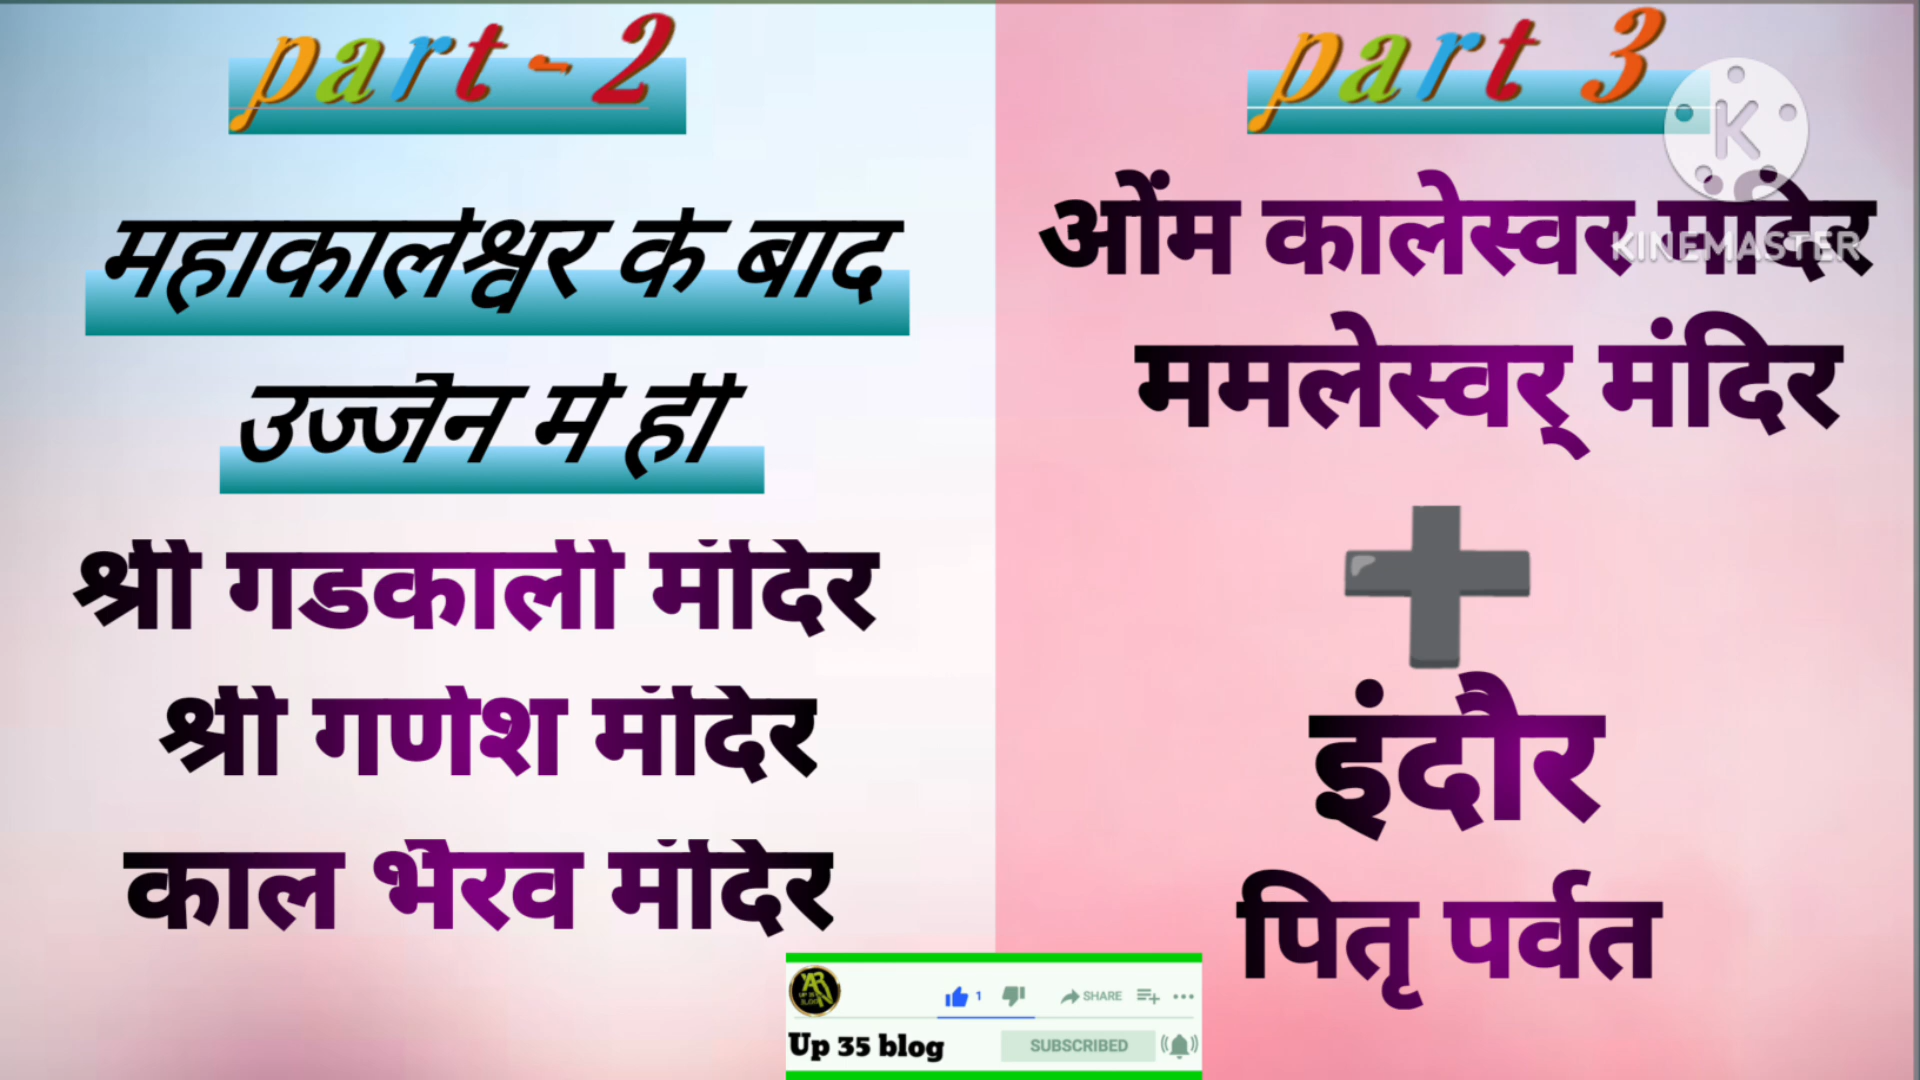 part-2
महाकालेश्वर के बाद
उज्जैन में ही
श्री गडकाली मंदिर
श्री गणेश मंदिर
काल भैरव मंदिर
part 3
ओंम कालेस्वर मंदिर
ममलेस्वर् मंदिर
इंदौर
पितृ पर्वत
K
KINEMASTER
1 SHARE
Up 35 blog SUBSCRIBED